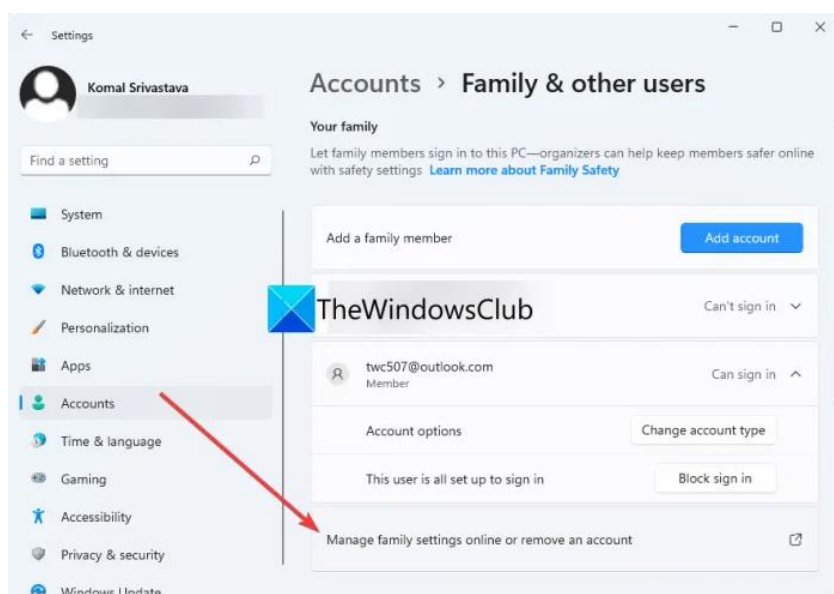 Settings
Komal Srivastava
Find a setting
System
Bluetooth & devices
Network & internet
Personalization
Apps
Accounts
Time & language
Gaming
Accessibility
Privacy & security
Windows Update
Accounts > Family & other users
Your family
Let family members sign in to this PC—organizers can help keep members safer online
with safety settings Learn more about Family Safety
Add a family member Add account
TheWindowsClub Can't sign in
twc507@outlook.com Can sign in
Member
Account options Change account type
This user is all set up to sign in Block sign in
Manage family settings online or remove an account